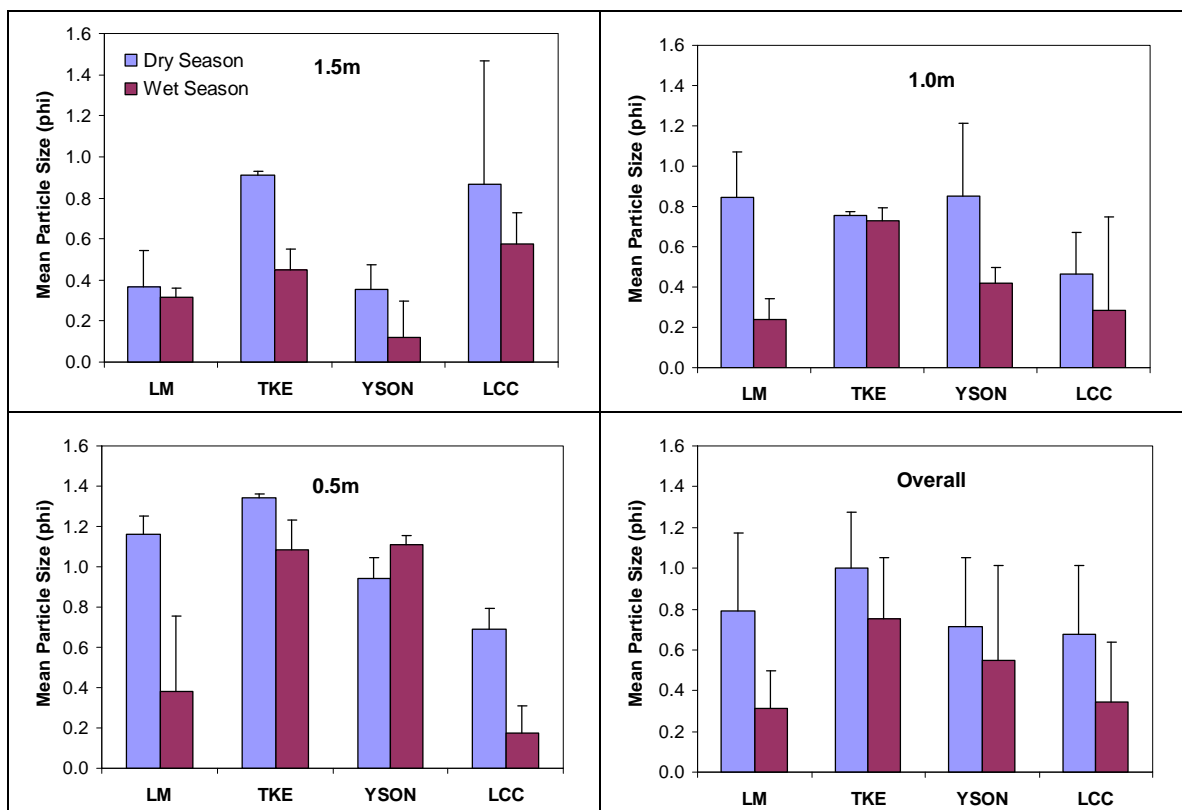 Mean Particle Size (phi)
1.6
1.4
1.2
1.0
0.8
0.6
0.4
0.2
0.0
Dry Season
Wet Season
1.5m
LM TKE YSON LCC
Mean Particle Size (phi)
1.6
1.4
1.2
1.0
0.8
0.6
0.4
0.2
0.0
1.0m
LM TKE YSON LCC
Mean Particle Size (phi)
1.6
1.4
1.2
1.0
0.8
0.6
0.4
0.2
0.0
0.5m
LM TKE YSON LCC
Mean Particle Size (phi)
1.6
1.4
1.2
1.0
0.8
0.6
0.4
0.2
0.0
Overall
LM TKE YSON LCC